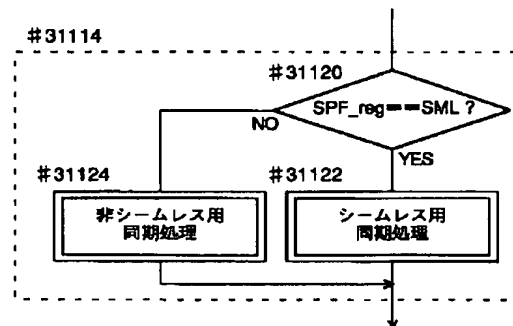 #31114
#31120
SPF_reg==SML ?
NO
YES
#31124
#31122
非シームレス用
同期処理
シームレス用
同期処理